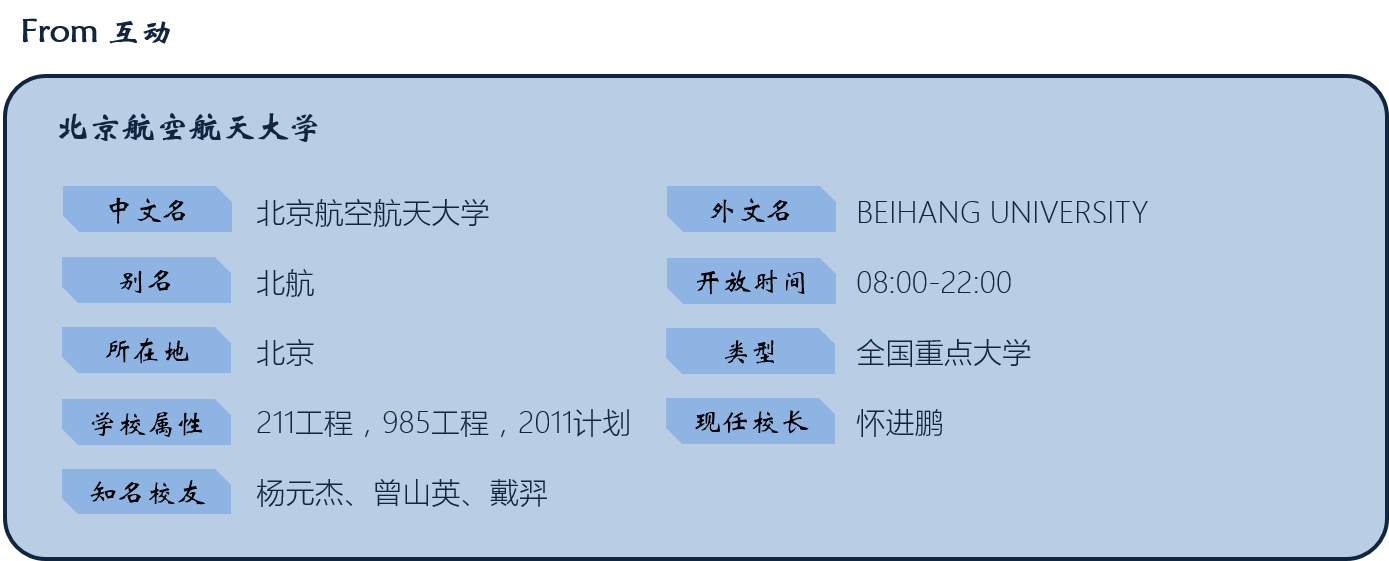 From 互动
北京航空航天大学
中文名 北京航空航天大学 外文名 BEIHANG UNIVERSITY
别名 北航 开放时间 08:00-22:00
所在地 北京 类型 全国重点大学
学校属性 211工程，985工程，2011计划 现任校长 怀进鹏
知名校友 杨元杰、曾山英、戴羿